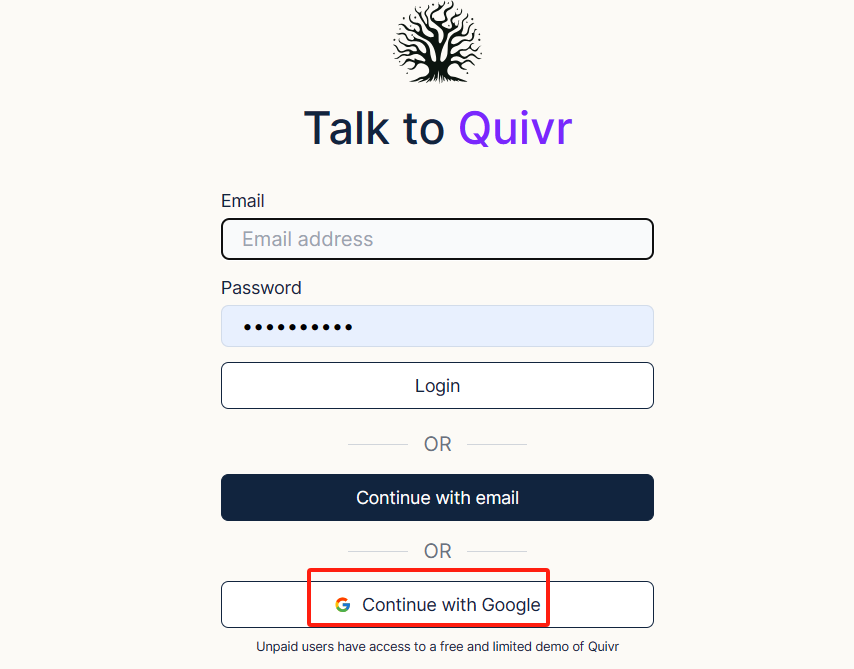 Talk to Quivr
Email
Email address
Password
••••••••••
Login
OR
Continue with email
OR
Continue with Google
Unpaid users have access to a free and limited demo of Quivr